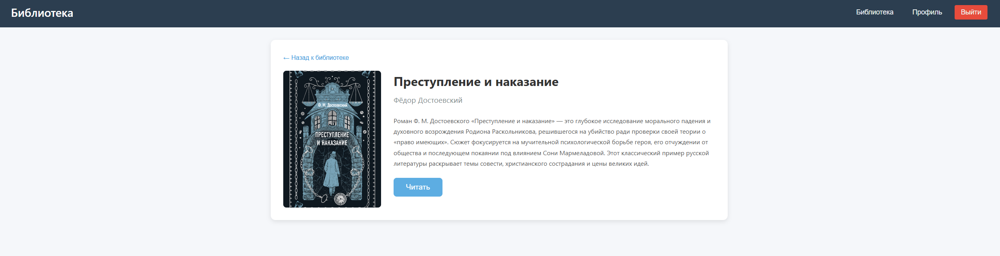 Библиотека
Библиотека
Профиль
Выйти
← Назад к библиотеке
Ф. М. Достоевский
ПРЕСТУПЛЕНИЕ
И НАКАЗАНИЕ
Преступление и наказание
Фёдор Достоевский
Роман Ф. М. Достоевского «Преступление и наказание» — это глубокое исследование морального падения и
духовного возрождения Родиона Раскольникова, решившегося на убийство ради проверки своей теории о
«право имеющих». Сюжет фокусируется на мучительной психологической борьбе героя, его отчуждении от
общества и последующем покаянии под влиянием Сони Мармеладовой. Этот классический пример русской
литературы раскрывает темы совести, христианского сострадания и цены великих идей.
Читать